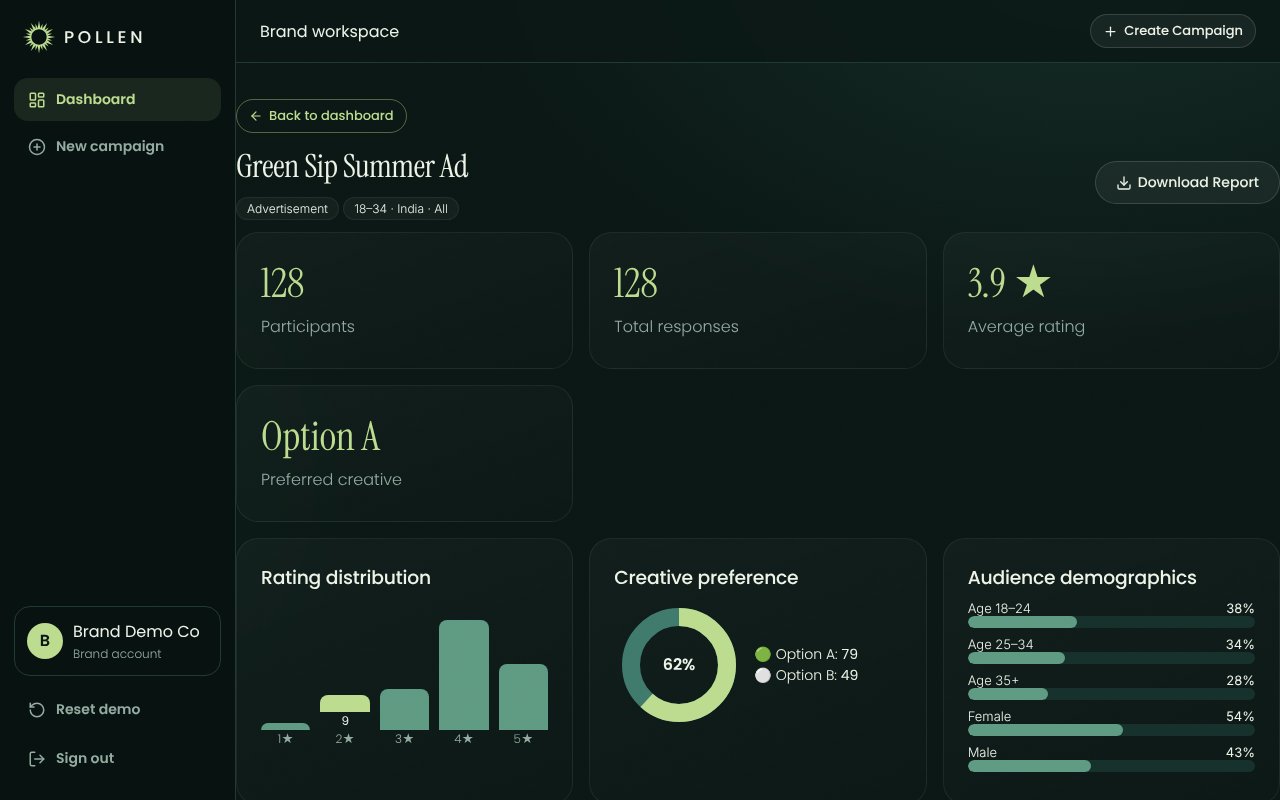 POLLEN
Dashboard
New campaign
Brand Demo Co
B
Brand account
Reset demo
Sign out
Brand workspace
Create Campaign
Back to dashboard
Green Sip Summer Ad
Advertisement
18–34 · India · All
Download Report
128
Participants
128
Total responses
3.9 ★
Average rating
Option A
Preferred creative
Rating distribution
9
1★ 2★ 3★ 4★ 5★
Creative preference
62%
Option A: 79
Option B: 49
Audience demographics
Age 18–24 38%
Age 25–34 34%
Age 35+ 28%
Female 54%
Male 43%